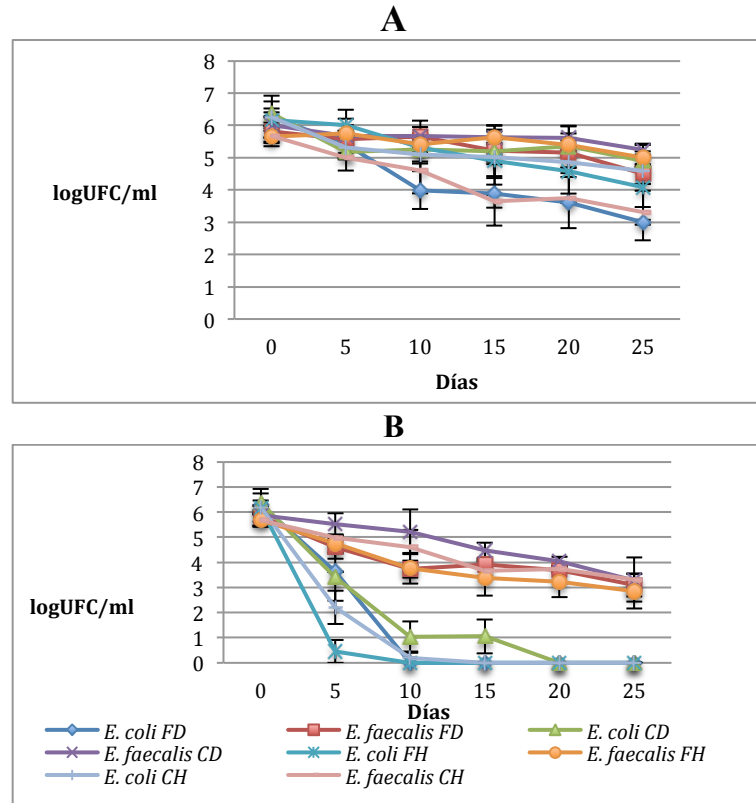 A
8
7
6
5
4
3
2
1
0
logUFC/ml
0 5 10 15 20 25
Días
B
8
7
6
5
4
3
2
1
0
logUFC/ml
0 5 10 15 20 25
Días
E. coli FD E. faecalis FD E. coli CD
E. faecalis CD E. coli FH E. faecalis FH
E. coli CH E. faecalis CH